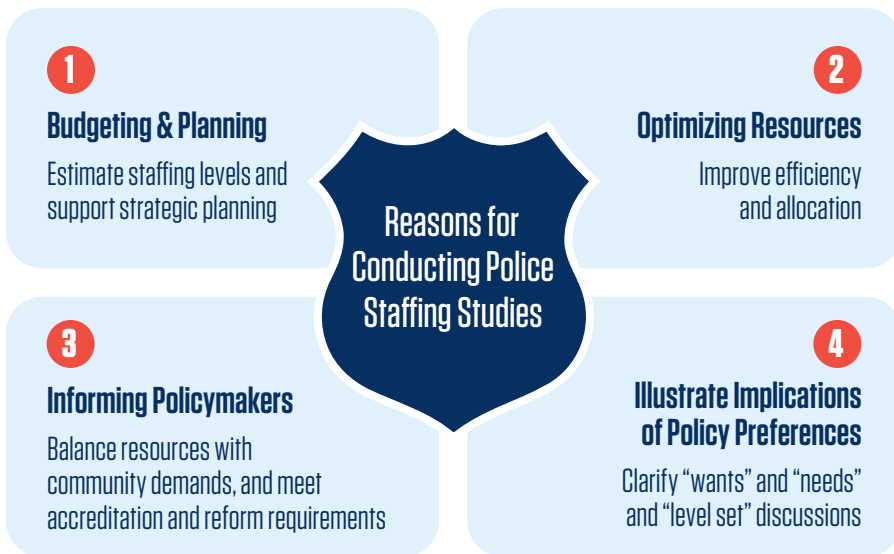 1
Budgeting & Planning
Estimate staffing levels and
support strategic planning
2
Optimizing Resources
Improve efficiency
and allocation
Reasons for
Conducting Police
Staffing Studies
3
Informing Policymakers
Balance resources with
community demands, and meet
accreditation and reform requirements
4
Illustrate Implications
of Policy Preferences
Clarify “wants” and “needs”
and “level set” discussions